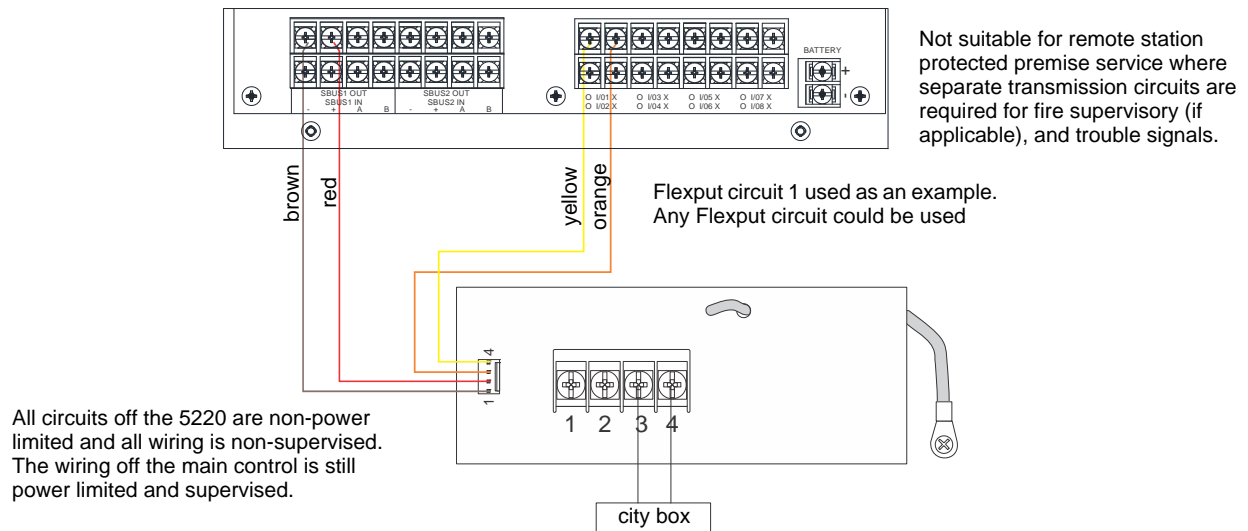 BATTERY
+
-
SBUS1 OUT SBUS2 OUT
SBUS1 IN SBUS2 IN
- + A B - + A B
O I/01 X O I/03 X O I/05 X O I/07 X
O I/02 X O I/04 X O I/06 X O I/08 X
Not suitable for remote station
protected premise service where
separate transmission circuits are
required for fire supervisory (if
applicable), and trouble signals.
brown
red
yellow
orange
Flexput circuit 1 used as an example.
Any Flexput circuit could be used
4
1
1 2 3 4
All circuits off the 5220 are non-power
limited and all wiring is non-supervised.
The wiring off the main control is still
power limited and supervised.
city box